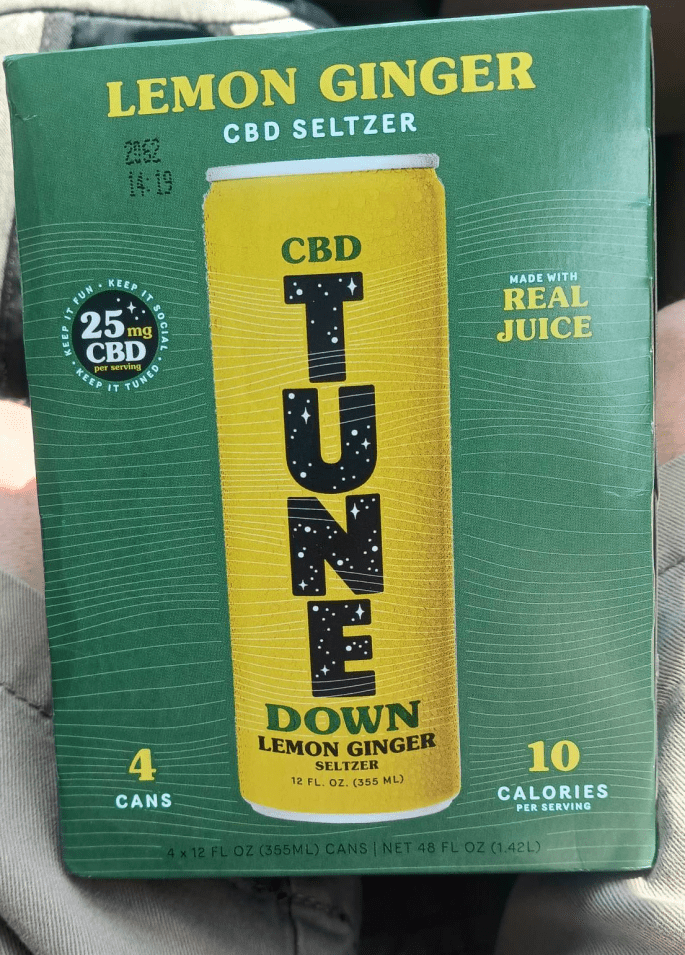 LEMON GINGER
CBD SELTZER
2062
14:19
CBD
TUNE
DOWN
LEMON GINGER
SELTZER
12 FL. OZ. (355 ML)
KEEP IT FUN • KEEP IT SOCIAL • KEEP IT TUNED •
25mg
CBD
per serving
MADE WITH
REAL
JUICE
4
CANS
10
CALORIES
PER SERVING
4 x 12 FL OZ (355ML) CANS | NET 48 FL OZ (1.42L)